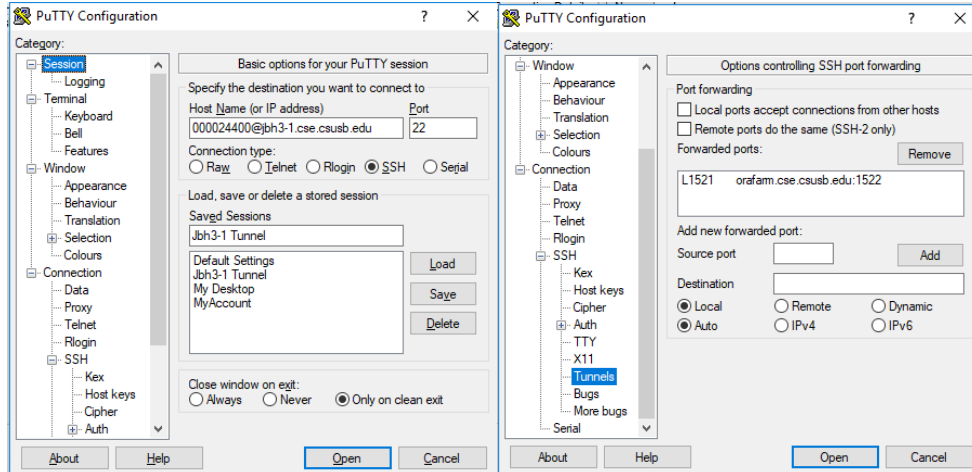 PuTTY Configuration
?
Category:
Session
Logging
Terminal
Keyboard
Bell
Features
Window
Appearance
Behaviour
Translation
Selection
Colours
Connection
Data
Proxy
Telnet
Rlogin
SSH
Kex
Host keys
Cipher
Auth
Basic options for your PuTTY session
Specify the destination you want to connect to
Host Name (or IP address) Port
000024400@jbh3-1.cse.csusb.edu 22
Connection type:
Raw Telnet Rlogin SSH Serial
Load, save or delete a stored session
Saved Sessions
Jbh3-1 Tunnel
Default Settings
Jbh3-1 Tunnel
My Desktop
MyAccount
Load
Save
Delete
Close window on exit:
Always Never Only on clean exit
About Help Open Cancel
PuTTY Configuration
?
Category:
Window
Appearance
Behaviour
Translation
Selection
Colours
Connection
Data
Proxy
Telnet
Rlogin
SSH
Kex
Host keys
Cipher
Auth
TTY
X11
Tunnels
Bugs
More bugs
Serial
Options controlling SSH port forwarding
Port forwarding
Local ports accept connections from other hosts
Remote ports do the same (SSH-2 only)
Forwarded ports: Remove
L1521 orafarm.cse.csusb.edu:1522
Add new forwarded port:
Source port Add
Destination
Local Remote Dynamic
Auto IPv4 IPv6
About Help Open Cancel